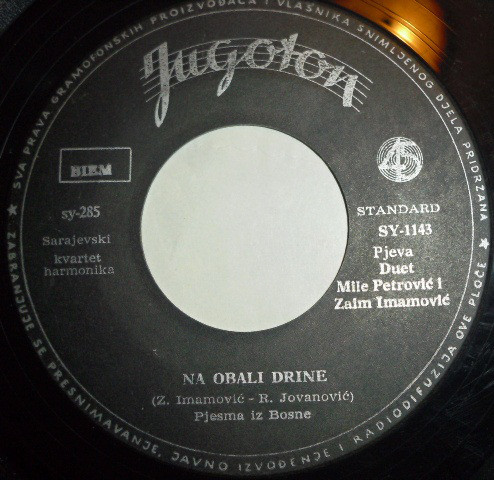 SVA PRAVA GRAMOFONSKIH PROIZVOĐAČA I VLASNIKA SNIMLJENOG DJELA PRIDRŽANA ★
ZABRANJUJE SE PRESNIMAVANJE, JAVNO IZVOĐENJE I RADIODIFUZIJA OVE PLOČE ★
Jugoton
BIEM
45
sy-285
STANDARD
SY-1143
Sarajevski
kvartet
harmonika
Pjeva
Duet
Mile Petrović i
Zaim Imamović
NA OBALI DRINE
(Z. Imamović - R. Jovanović)
Pjesma iz Bosne